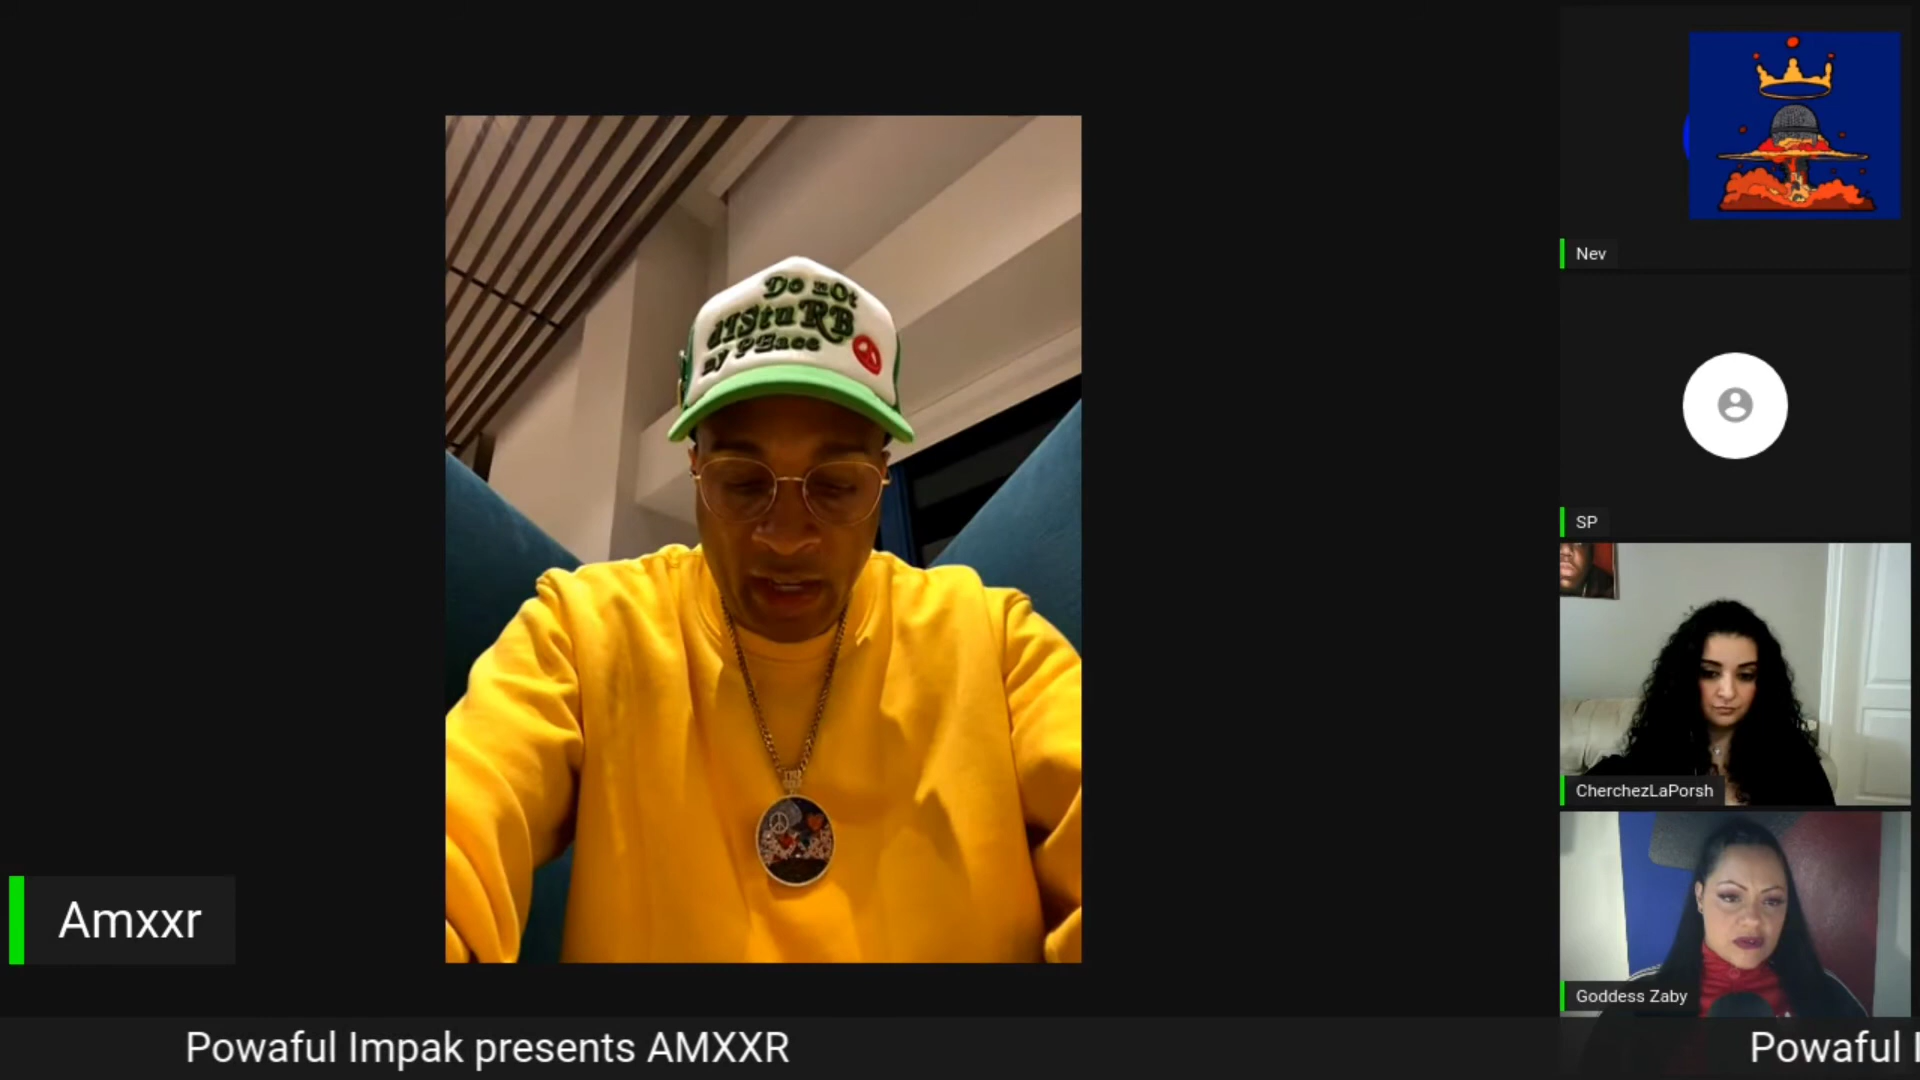 Do nOt
dIStuRB
my PEace
Nev
SP
CherchezLaPorsh
Goddess Zaby
Amxxr
Powaful Impak presents AMXXR
Powaful